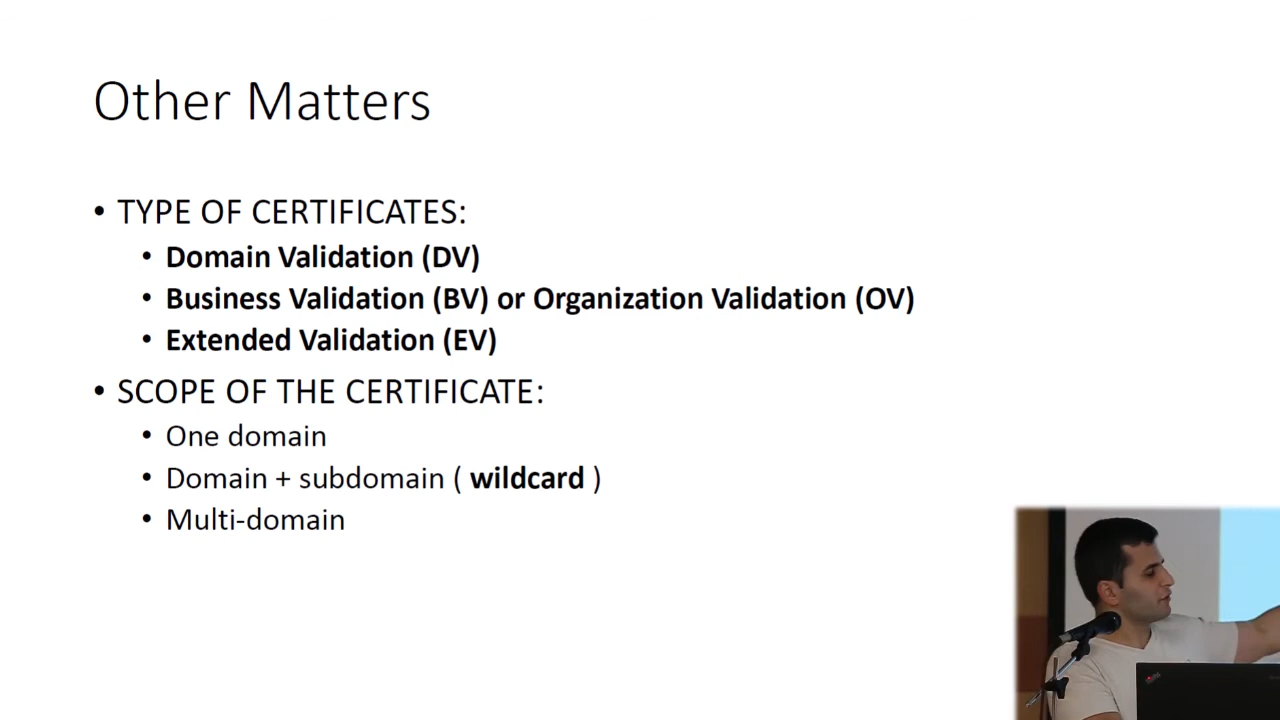 Other Matters
• TYPE OF CERTIFICATES:
• Domain Validation (DV)
• Business Validation (BV) or Organization Validation (OV)
• Extended Validation (EV)
• SCOPE OF THE CERTIFICATE:
• One domain
• Domain + subdomain ( wildcard )
• Multi-domain